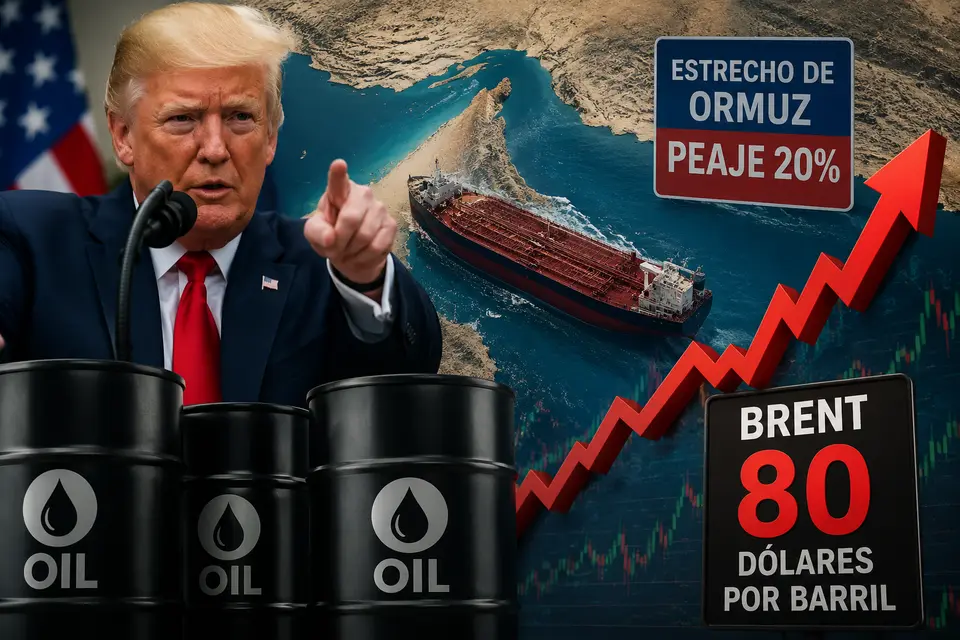 ESTRECHO DE
ORMUZ
PEAJE 20%
OIL
OIL
OIL
BRENT
80
DÓLARES
POR BARRIL